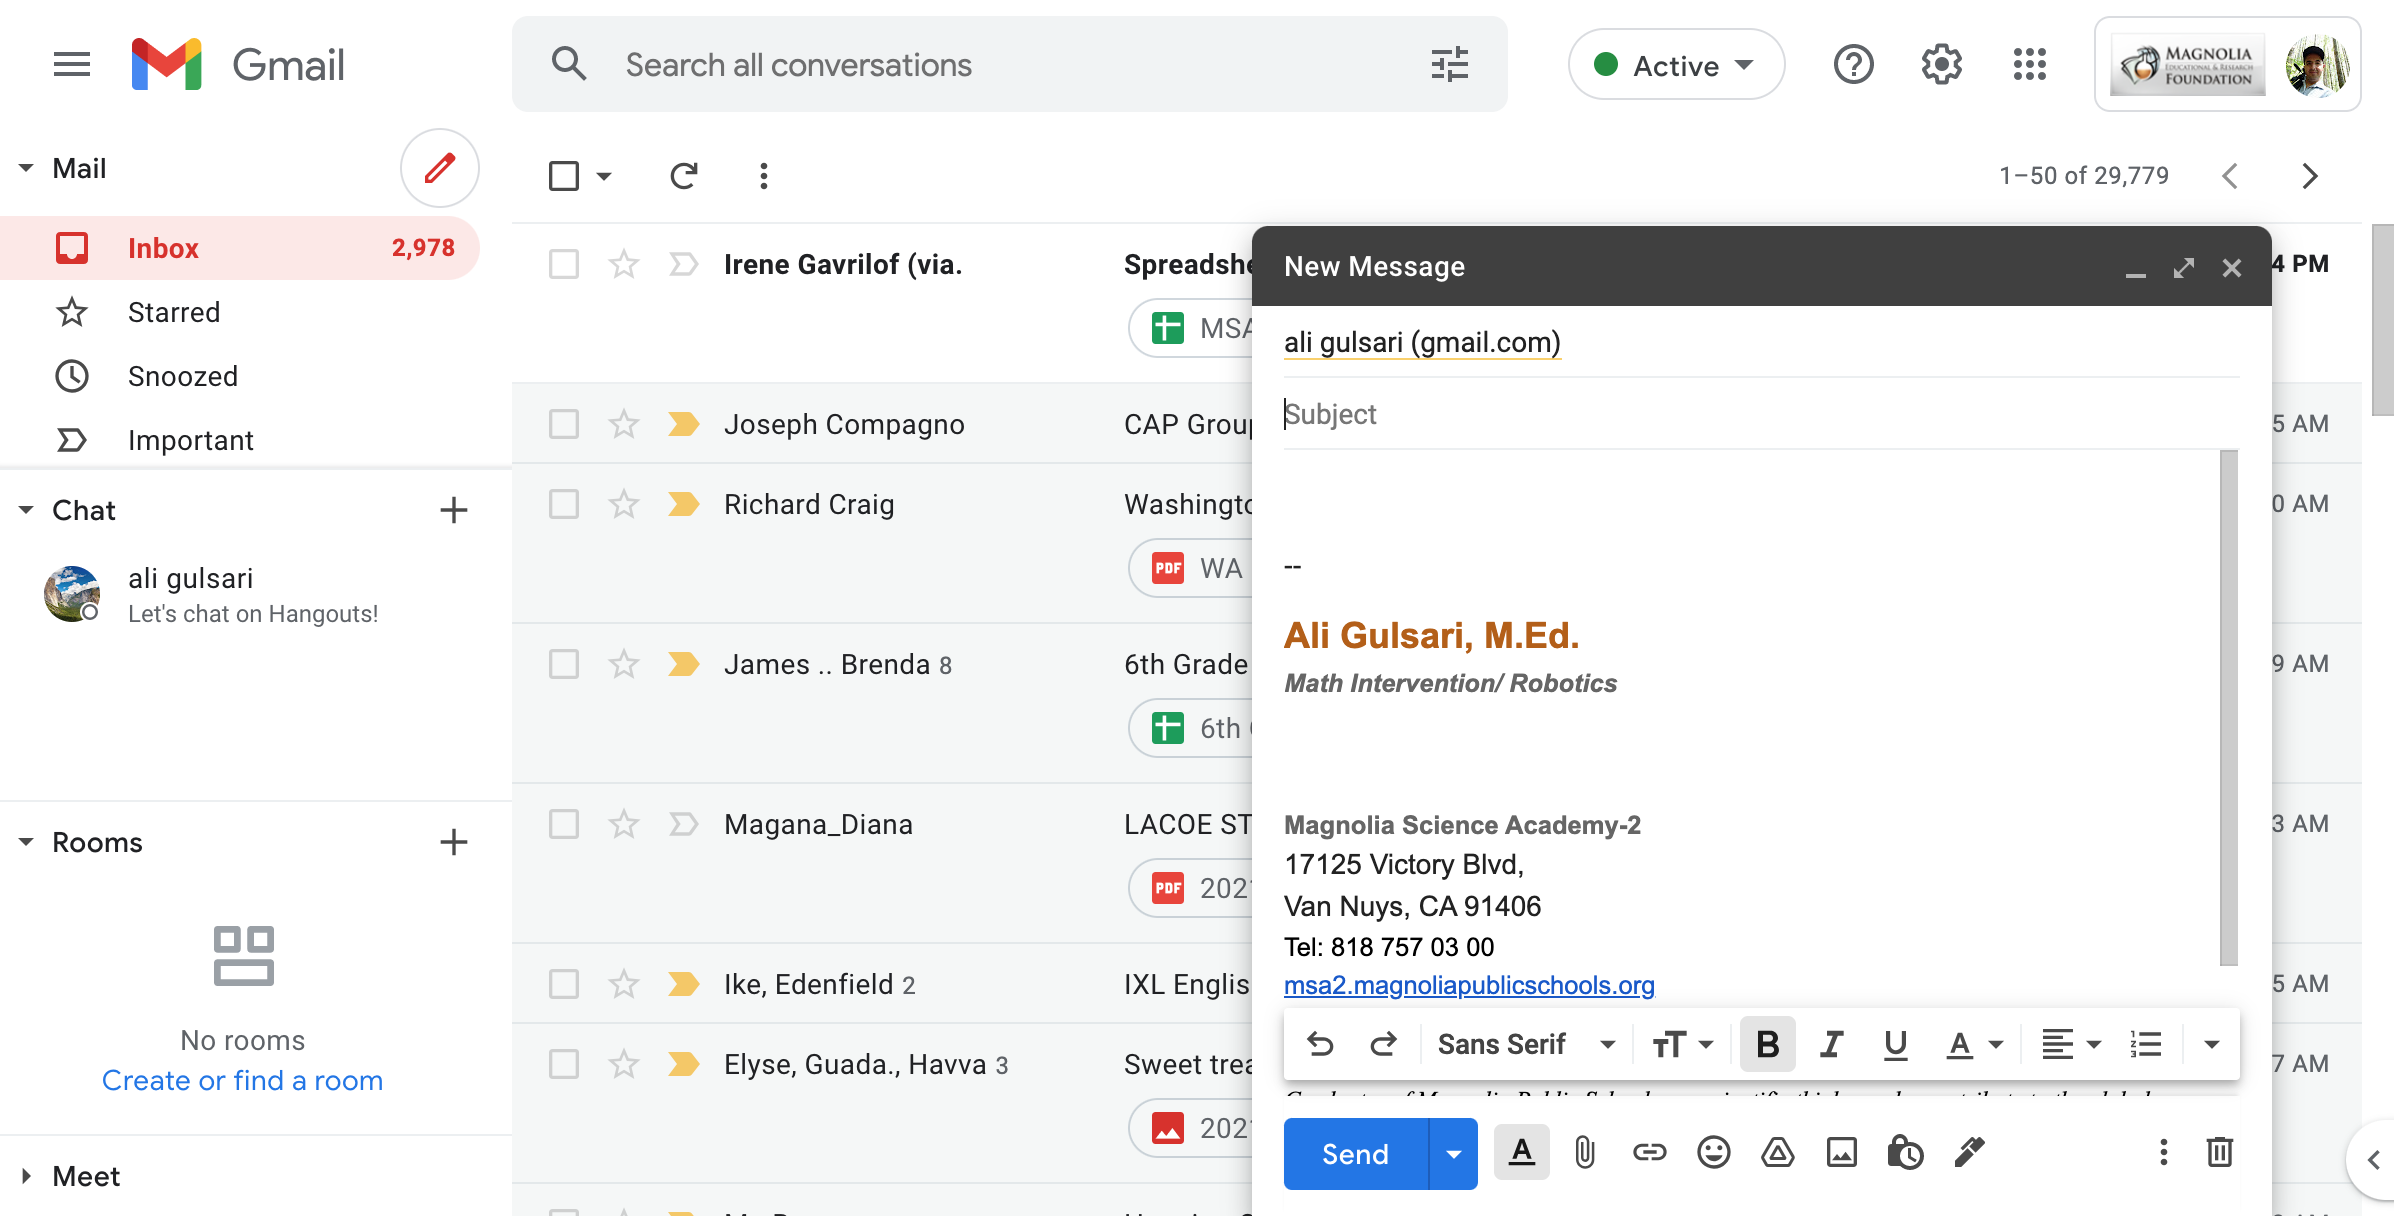 Gmail
Search all conversations
Active
MAGNOLIA
EDUCATIONAL & RESEARCH
FOUNDATION
Mail
1–50 of 29,779
Inbox
2,978
Starred
Snoozed
Important
Chat
ali gulsari
Let's chat on Hangouts!
Rooms
No rooms
Create or find a room
Meet
Irene Gavrilof (via.
Spreadshe
4 PM
MSA
Joseph Compagno
CAP Group
5 AM
Richard Craig
Washingto
0 AM
PDF
WA
James .. Brenda 8
6th Grade
9 AM
6th
Magana_Diana
LACOE ST
3 AM
PDF
202
Ike, Edenfield 2
IXL Englis
5 AM
Elyse, Guada., Havva 3
Sweet trea
7 AM
202
New Message
ali gulsari (gmail.com)
Subject
--
Ali Gulsari, M.Ed.
Math Intervention/ Robotics
Magnolia Science Academy-2
17125 Victory Blvd,
Van Nuys, CA 91406
Tel: 818 757 03 00
msa2.magnoliapublicschools.org
Sans Serif
B I U A
Send
A